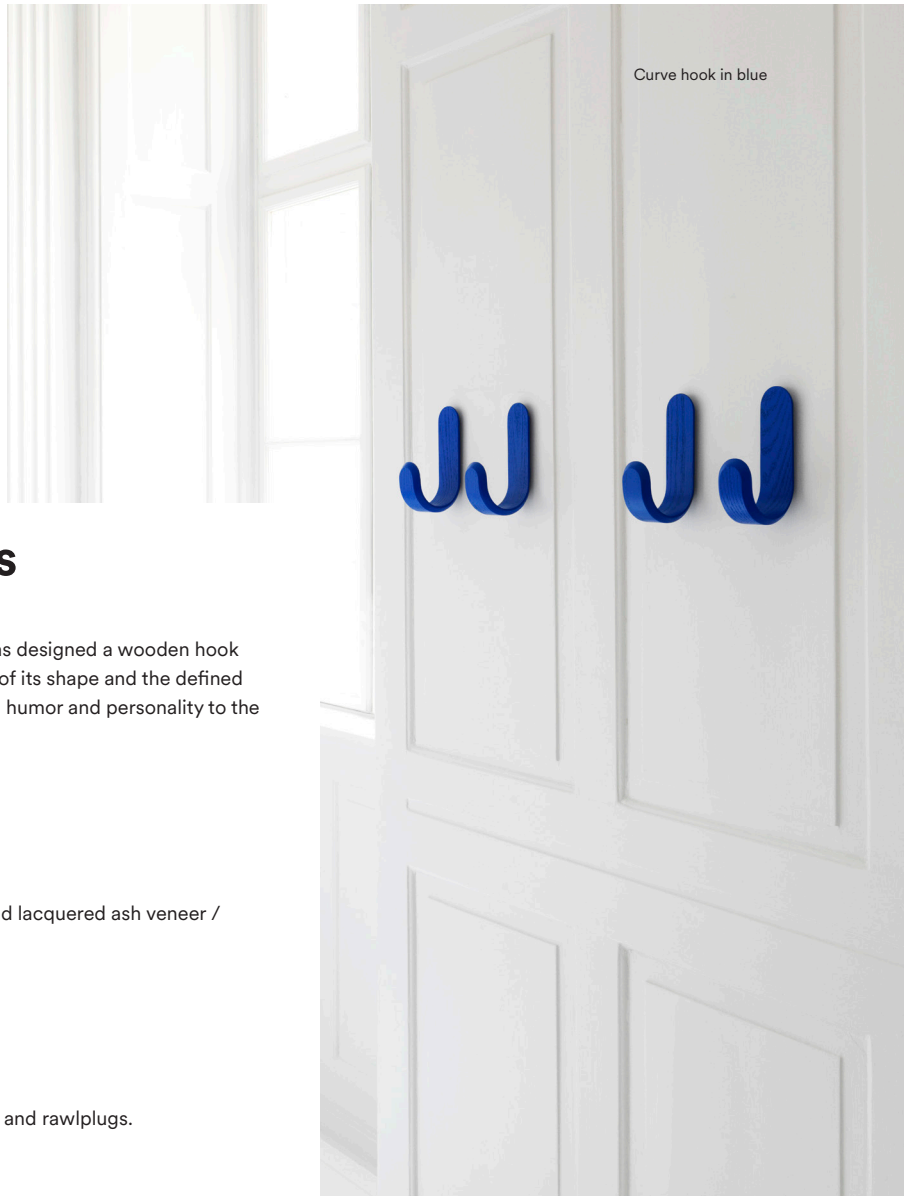 Curve hook in blue
s
s designed a wooden hook
of its shape and the defined
humor and personality to the
d lacquered ash veneer /
and rawlplugs.